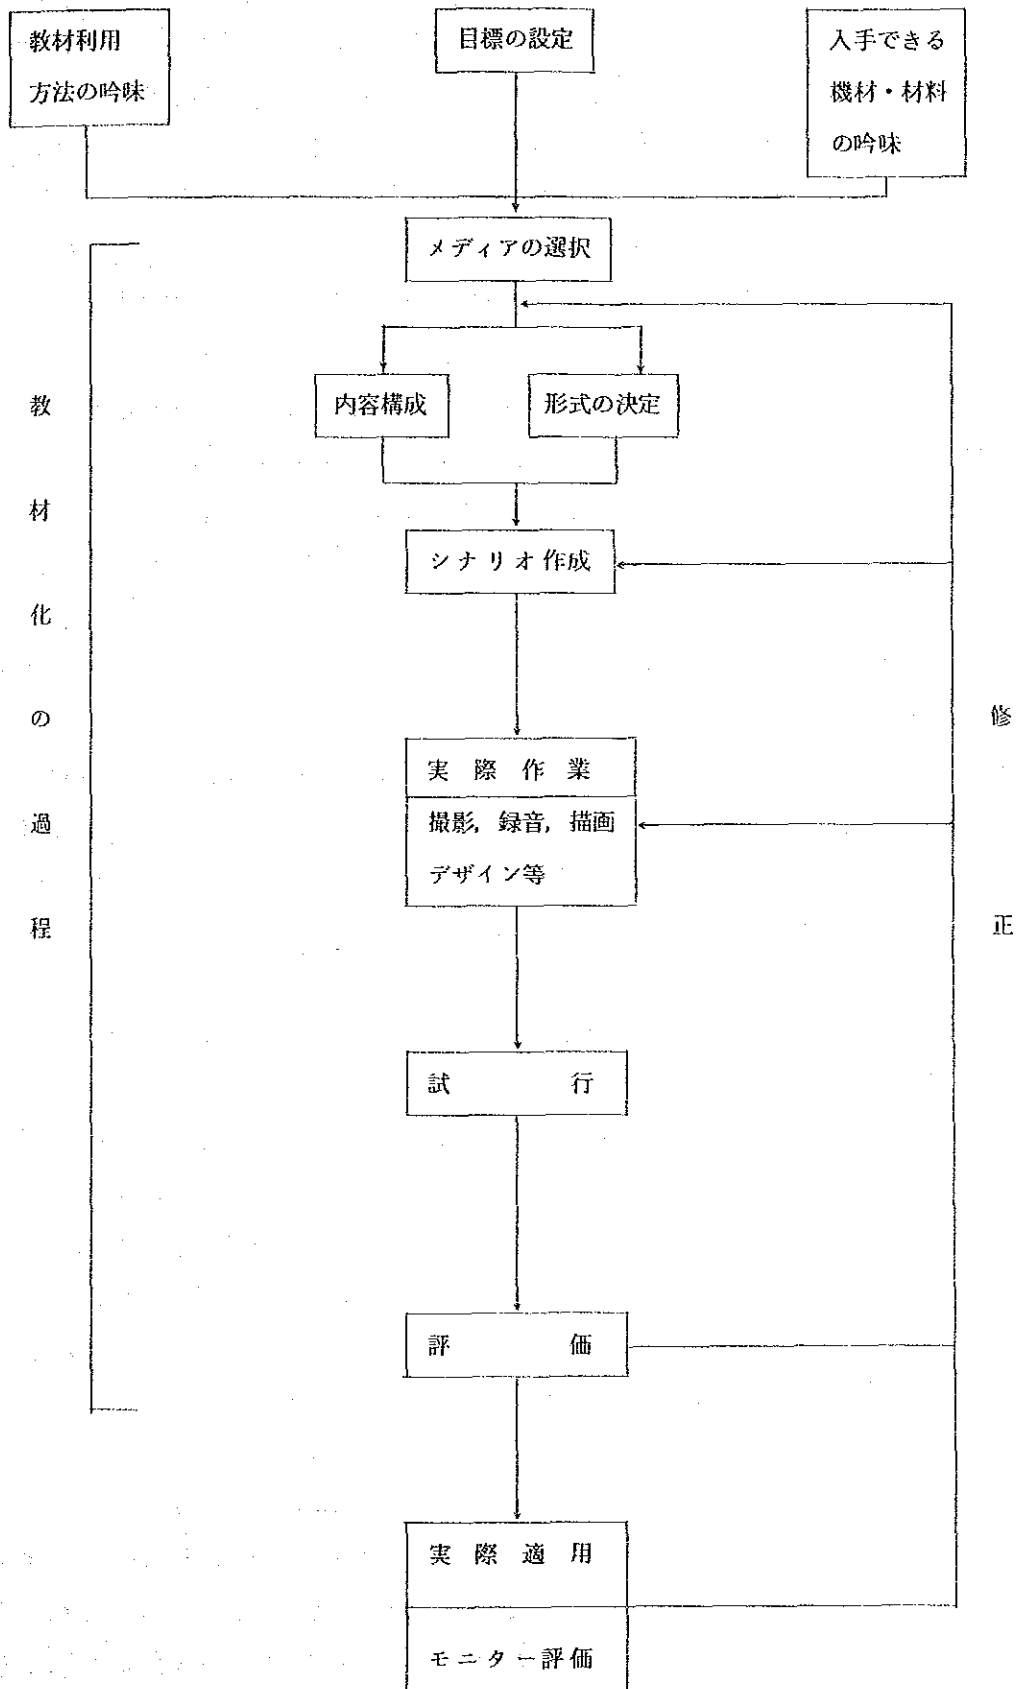 教材利用
方法の吟味
目標の設定
入手できる
機材・材料
の吟味
メディアの選択
内容構成
形式の決定
シナリオ作成
実際作業
撮影，録音，描画
デザイン等
試行
評価
実際適用
モニター評価
教材化の過程
修正